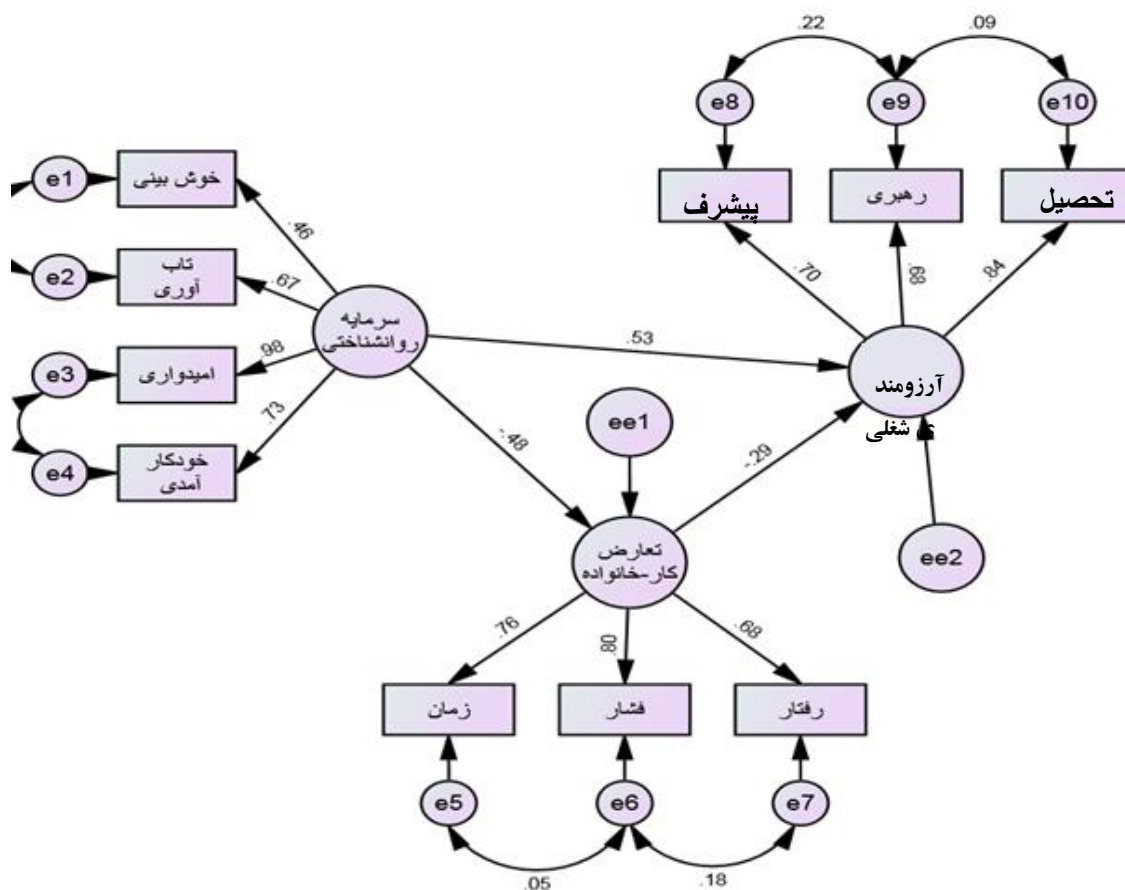 .22
.09
e8
e9
e10
پیشرف
رهبری
تحصیل
.70
.68
.84
e1
خوش بینی
e2
تاب
آوری
e3
امیدواری
e4
خودکار
آمدی
.46
.67
.98
.73
سرمایه
روانشناختی
.53
آرزومند
ی شغلی
ee1
-.48
-.29
ee2
تعارض
کار-خانواده
.76
.80
.68
زمان
فشار
رفتار
e5
e6
e7
.05
.18